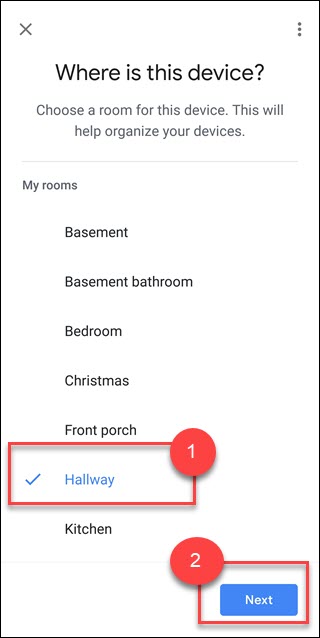 Where is this device?
Choose a room for this device. This will
help organize your devices.
My rooms
Basement
Basement bathroom
Bedroom
Christmas
Front porch
1
Hallway
Kitchen
2
Next